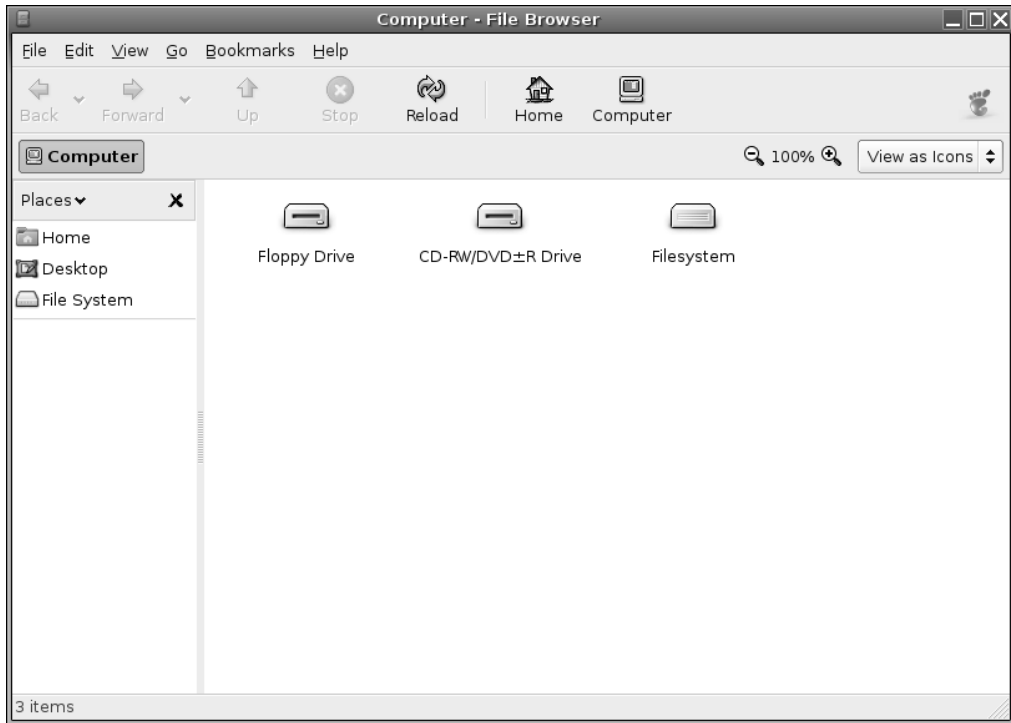 Computer - File Browser
File Edit View Go Bookmarks Help
Back Forward Up Stop Reload Home Computer
Computer 100% View as Icons
Places
Home
Desktop
File System
Floppy Drive CD-RW/DVD±R Drive Filesystem
3 items